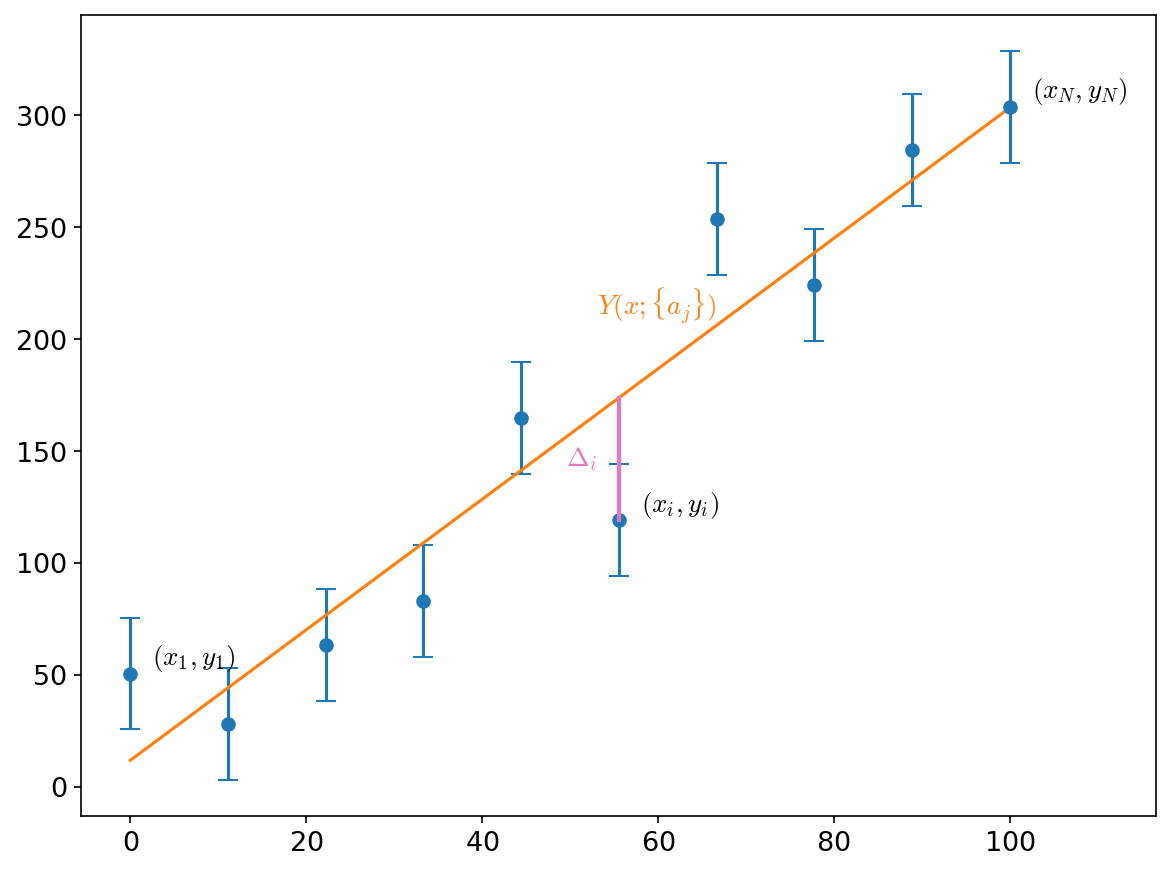 300
250
200
150
100
50
0
0 20 40 60 80 100
(x_N, y_N)
Y(x; {a_j})
Δ_i
(x_i, y_i)
(x_1, y_1)